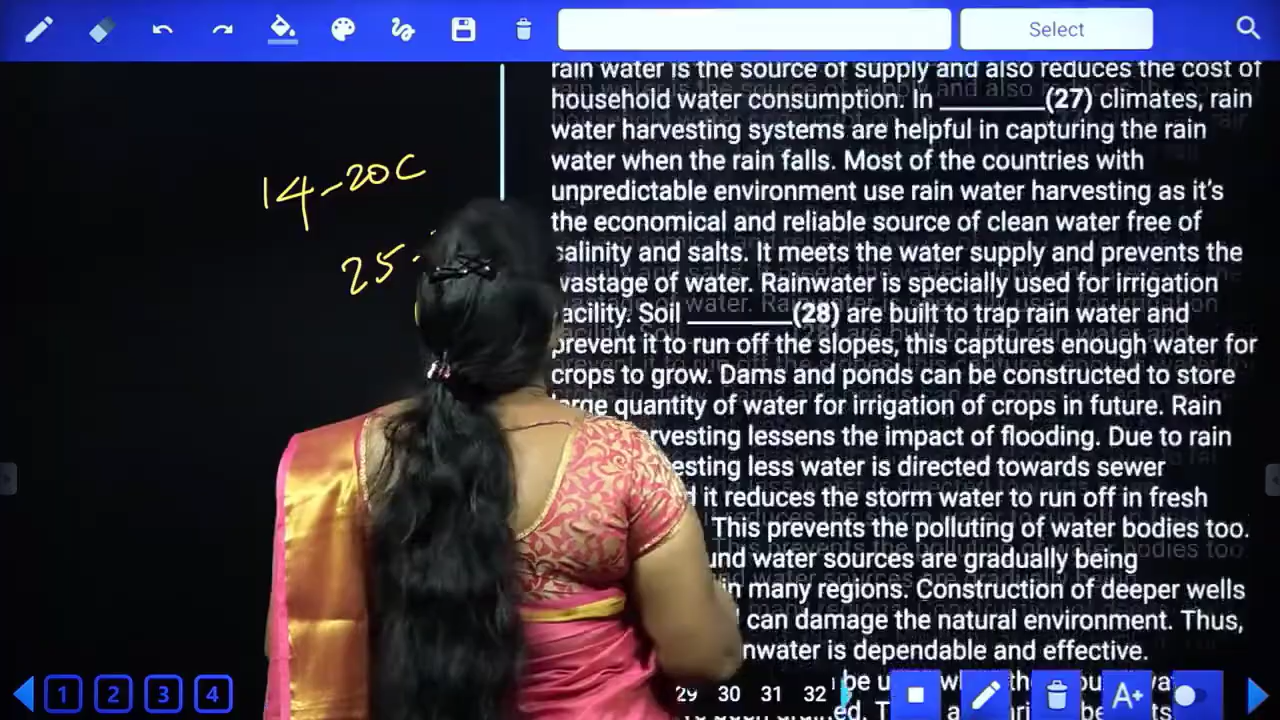 Select
14-20C
25-
rain water is the source of supply and also reduces the cost of
household water consumption. In ________(27) climates, rain
water harvesting systems are helpful in capturing the rain
water when the rain falls. Most of the countries with
unpredictable environment use rain water harvesting as it's
the economical and reliable source of clean water free of
salinity and salts. It meets the water supply and prevents the
wastage of water. Rainwater is specially used for irrigation
facility. Soil ________(28) are built to trap rain water and
prevent it to run off the slopes, this captures enough water for
crops to grow. Dams and ponds can be constructed to store
large quantity of water for irrigation of crops in future. Rain
rvesting lessens the impact of flooding. Due to rain
esting less water is directed towards sewer
d it reduces the storm water to run off in fresh
This prevents the polluting of water bodies too.
und water sources are gradually being
in many regions. Construction of deeper wells
can damage the natural environment. Thus,
nwater is dependable and effective.
1 2 3 4
29 30 31 32
A+